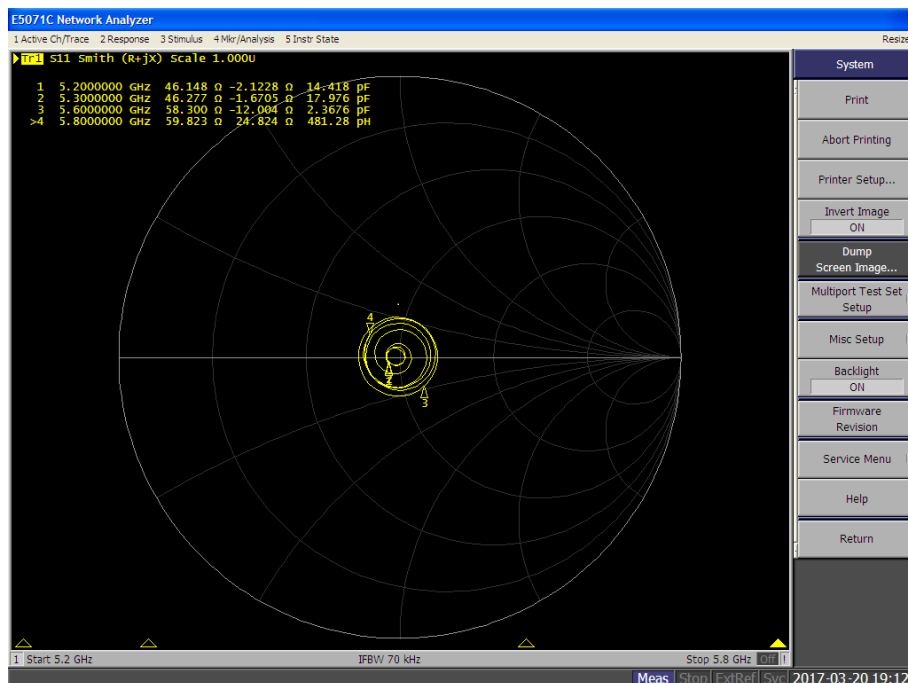 E5071C Network Analyzer
1 Active Ch/Trace 2 Response 3 Stimulus 4 Mkr/Analysis 5 Instr State Resize
Tr1 S11 Smith (R+jX) Scale 1.000U
1 5.2000000 GHz 46.148 Ω -2.1228 Ω 14.418 pF
2 5.3000000 GHz 46.277 Ω -1.6705 Ω 17.976 pF
3 5.6000000 GHz 58.300 Ω -12.004 Ω 2.3676 pF
>4 5.8000000 GHz 59.823 Ω 24.824 Ω 481.28 pH
4
3
System
Print
Abort Printing
Printer Setup...
Invert Image
ON
Dump
Screen Image...
Multiport Test Set
Setup
Misc Setup
Backlight
ON
Firmware
Revision
Service Menu
Help
Return
1 Start 5.2 GHz IFBW 70 kHz Stop 5.8 GHz Off !
Meas Stop ExtRef Svc 2017-03-20 19:12